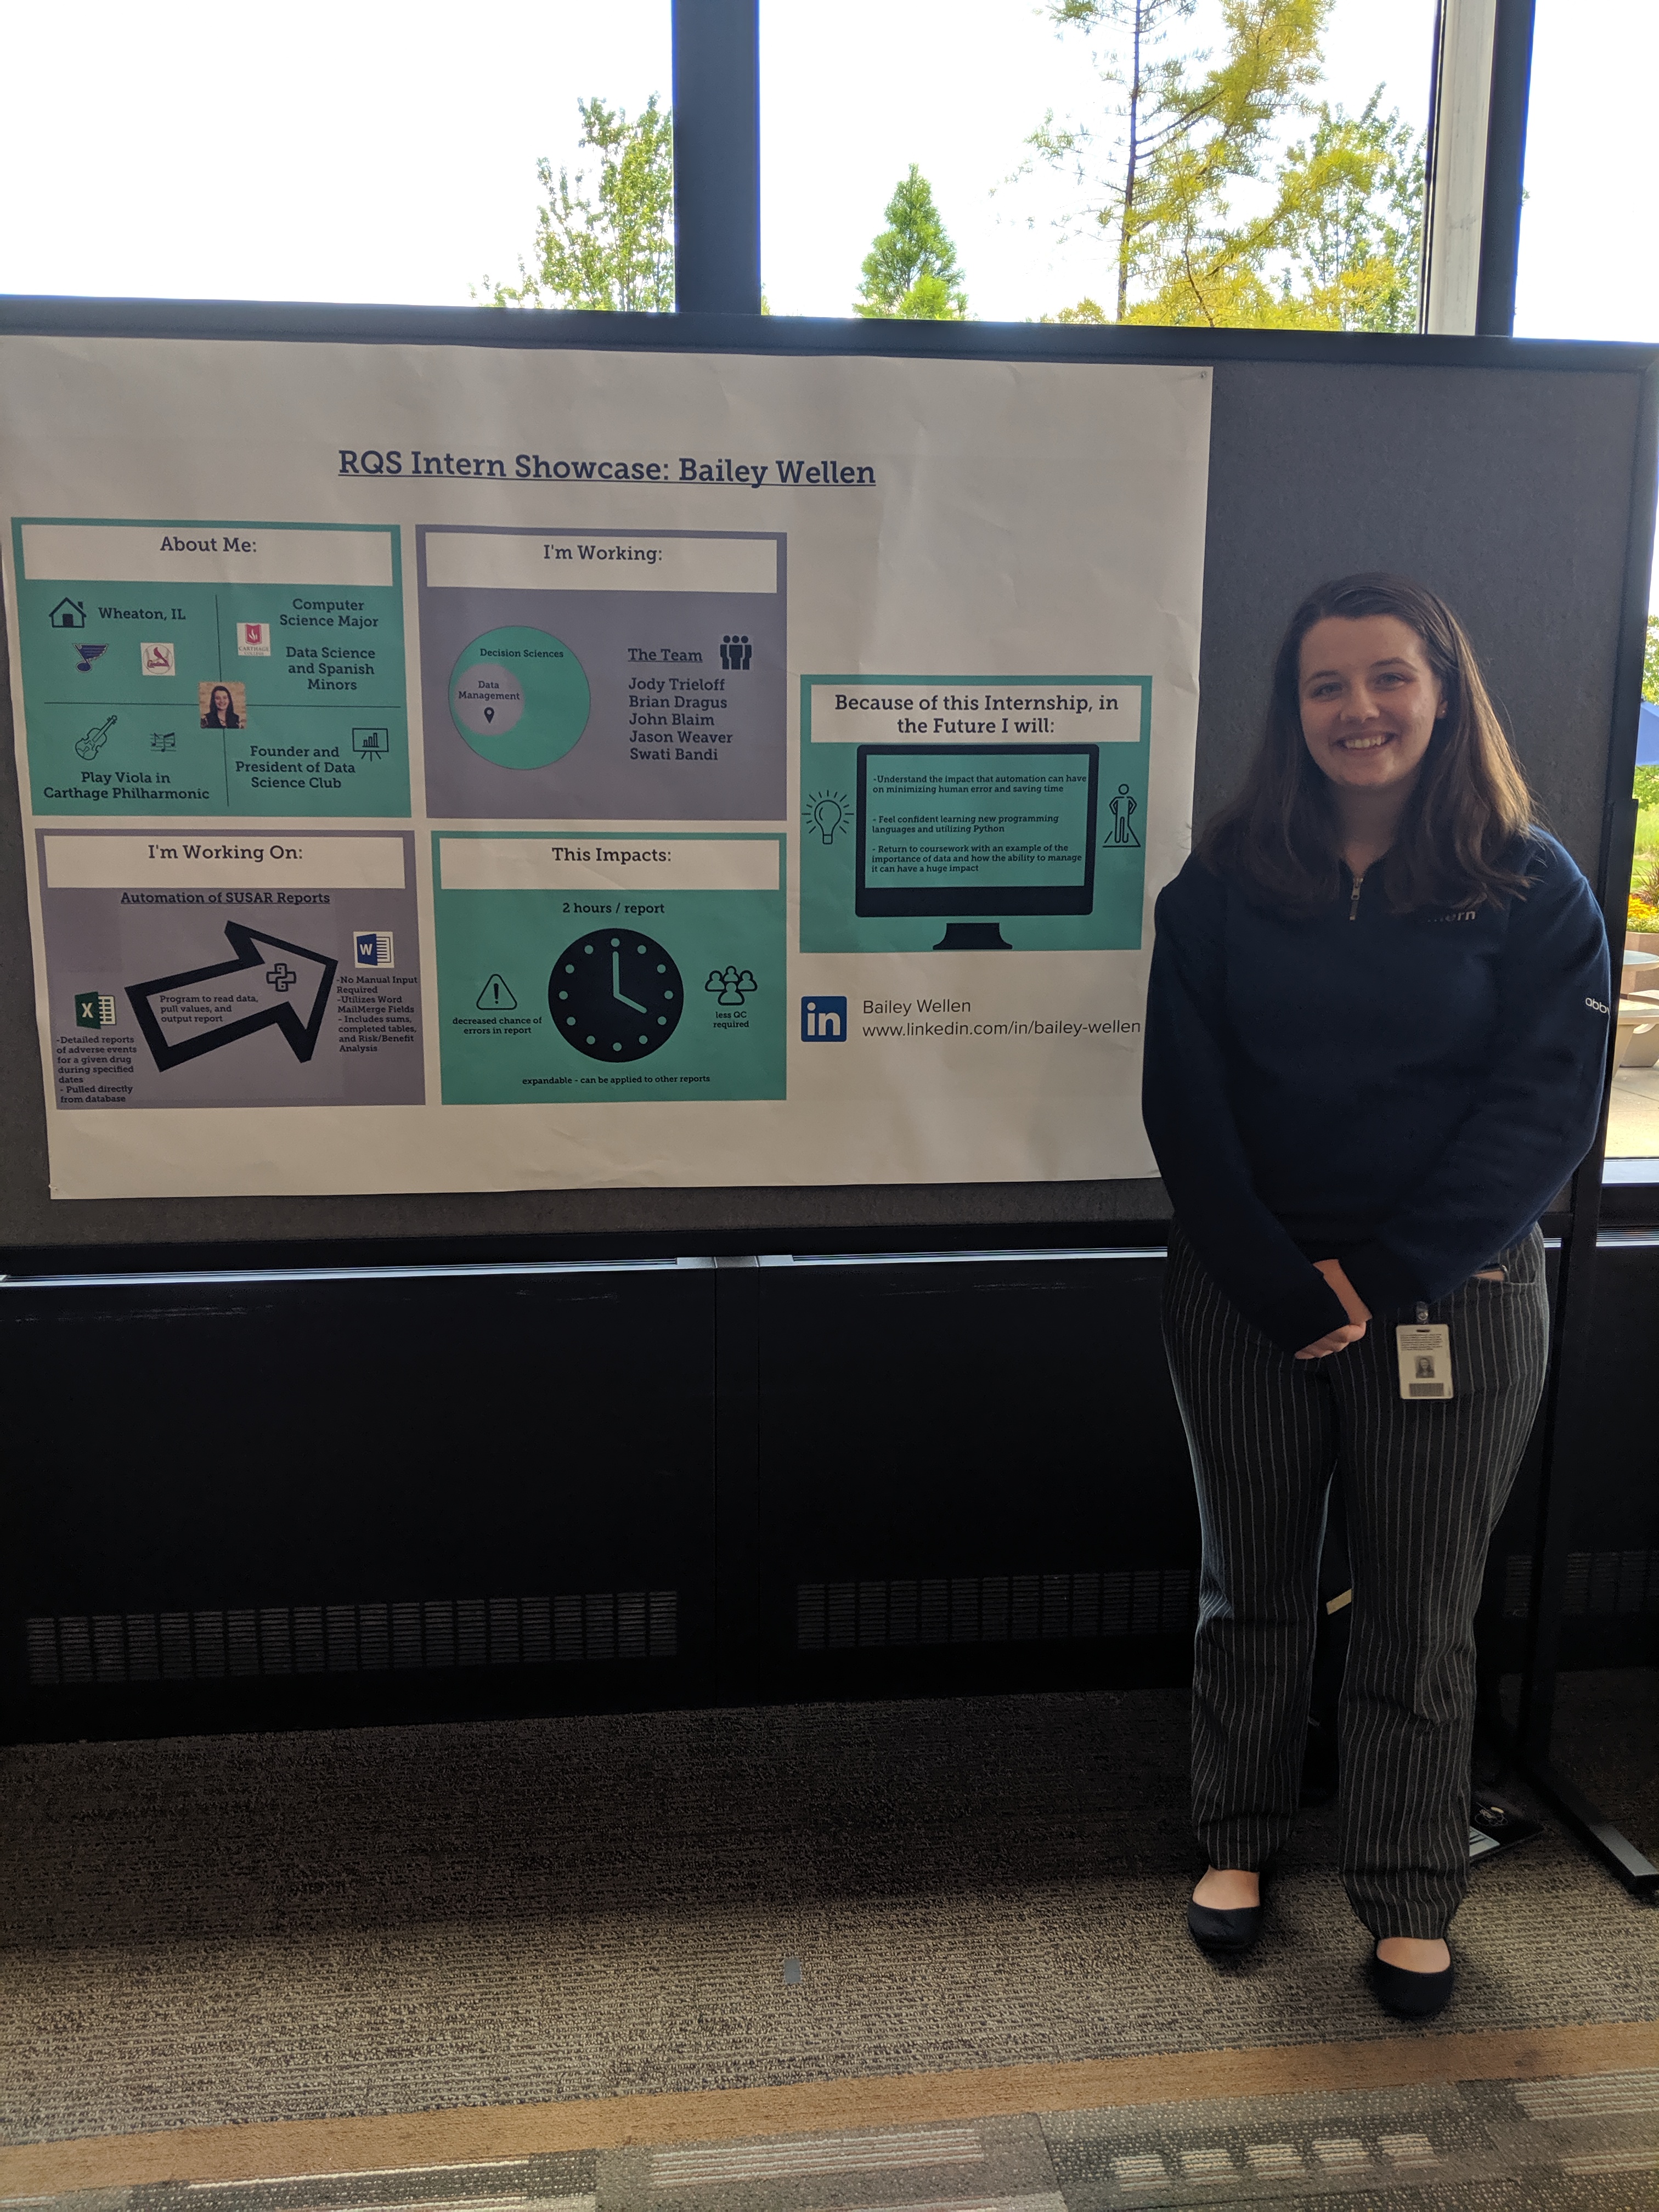 RQS Intern Showcase: Bailey Wellen
About Me:
Wheaton, IL
Computer
Science Major
CARTHAGE
COLLEGE
Data Science
and Spanish
Minors
Play Viola in
Carthage Philharmonic
Founder and
President of Data
Science Club
I'm Working:
Decision Sciences
Data
Management
The Team
Jody Trieloff
Brian Dragus
John Blaim
Jason Weaver
Swati Bandi
I'm Working On:
Automation of SUSAR Reports
X
-Detailed reports
of adverse events
for a given drug
during specified
dates
- Pulled directly
from database
Program to read data,
pull values, and
output report
W
-No Manual Input
Required
-Utilizes Word
MailMerge Fields
- Includes sums,
completed tables,
and Risk/Benefit
Analysis
This Impacts:
2 hours / report
decreased chance of
errors in report
less QC
required
expandable - can be applied to other reports
Because of this Internship, in
the Future I will:
-Understand the impact that automation can have
on minimizing human error and saving time
- Feel confident learning new programming
languages and utilizing Python
- Return to coursework with an example of the
importance of data and how the ability to manage
it can have a huge impact
in
Bailey Wellen
www.linkedin.com/in/bailey-wellen